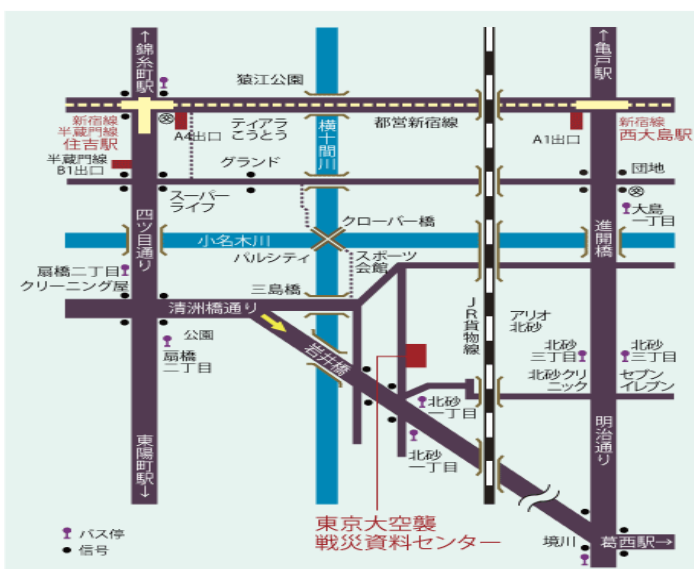 ↑錦糸町駅
↑亀戸駅
猿江公園
新宿線
半蔵門線
住吉駅
A4出口
ティアラ
こうとう
横十間川
都営新宿線
A1出口
新宿線
西大島駅
半蔵門線
B1出口
グランド
団地
スーパー
ライフ
四ツ目通り
クローバー橋
大島
一丁目
進開橋
小名木川
パルシティ
スポーツ
会館
扇橋二丁目
クリーニング屋
三島橋
清洲橋通り
JR貨物線
アリオ
北砂
公園
扇橋
二丁目
岩井橋
北砂
三丁目
北砂
三丁目
北砂クリ
ニック
セブン
イレブン
北砂
一丁目
明治通り
東陽町駅↓
北砂
一丁目
東京大空襲
戦災資料センター
バス停
信号
境川
葛西駅→